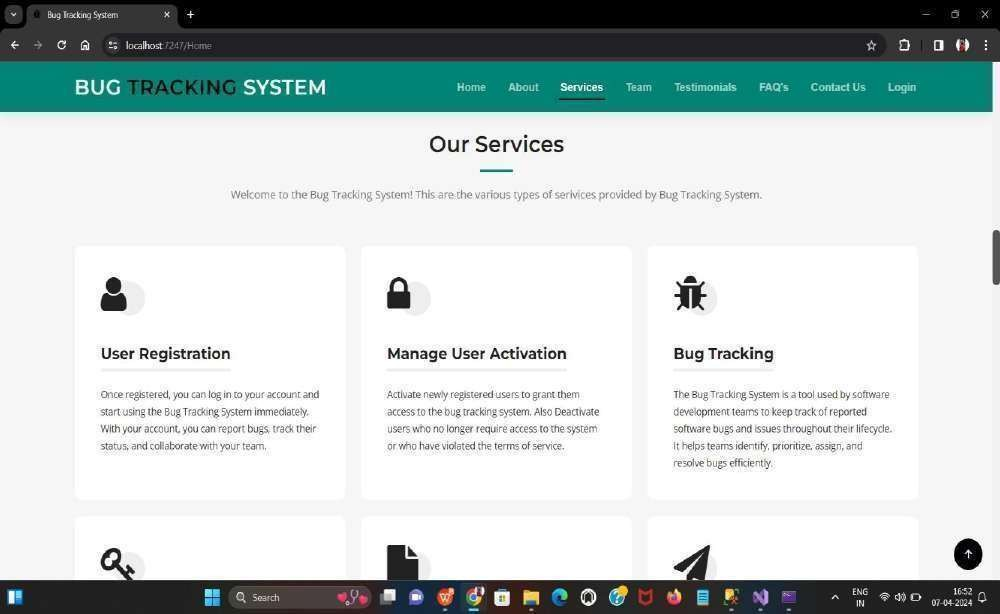 Bug Tracking System
localhost:7247/Home
BUG TRACKING SYSTEM
Home About Services Team Testimonials FAQ's Contact Us Login
Our Services
Welcome to the Bug Tracking System! This are the various types of serivices provided by Bug Tracking System.
User Registration
Once registered, you can log in to your account and
start using the Bug Tracking System immediately.
With your account, you can report bugs, track their
status, and collaborate with your team.
Manage User Activation
Activate newly registered users to grant them
access to the bug tracking system. Also Deactivate
users who no longer require access to the system
or who have violated the terms of service.
Bug Tracking
The Bug Tracking System is a tool used by software
development teams to keep track of reported
software bugs and issues throughout their lifecycle.
It helps teams identify, prioritize, assign, and
resolve bugs efficiently.
Search
ENG
IN
16:52
07-04-2024